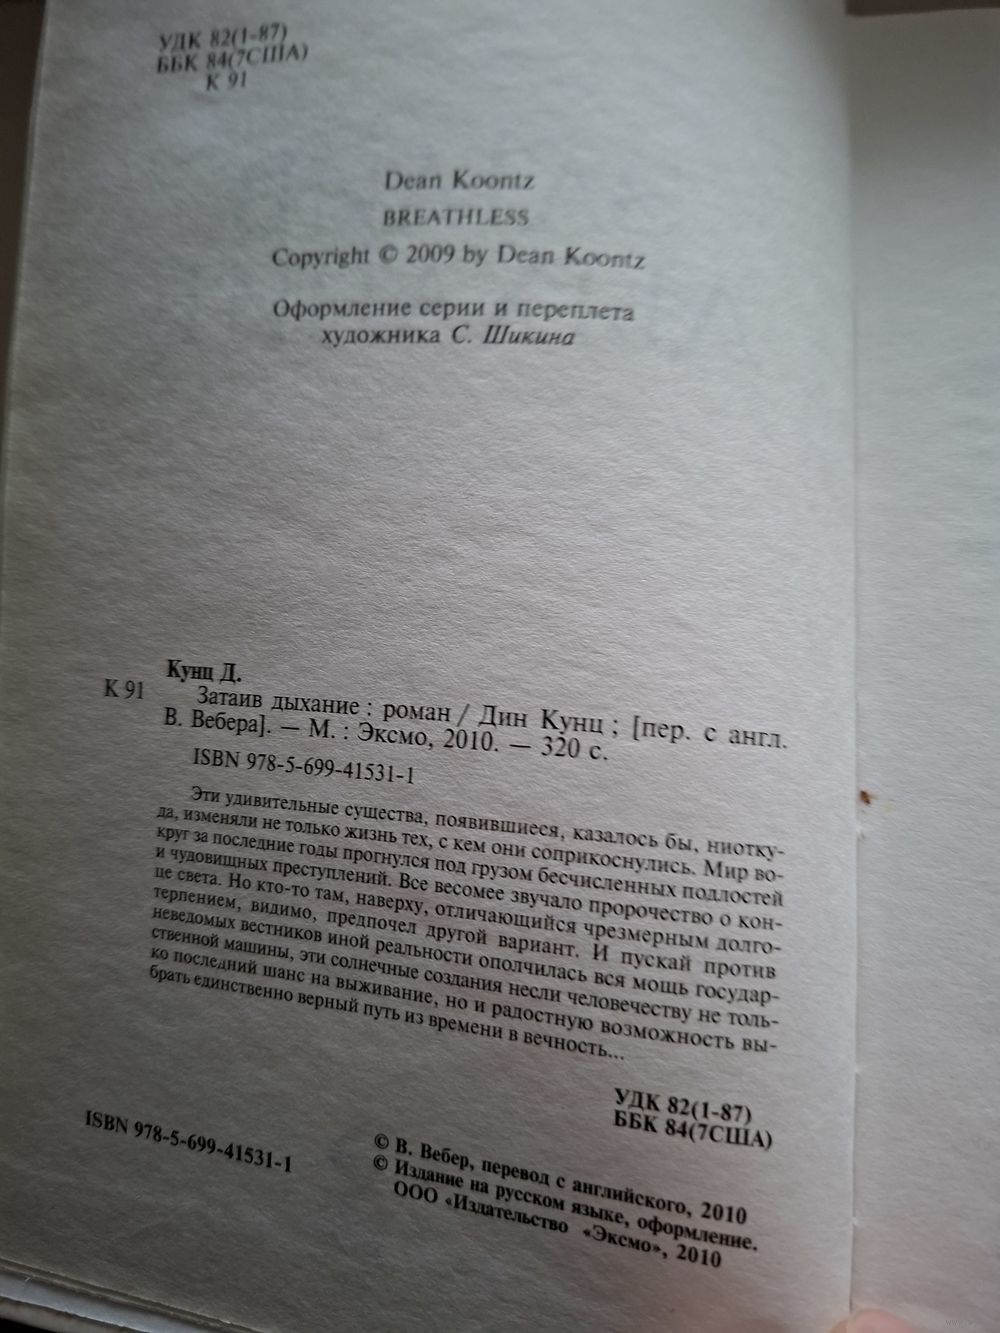 УДК 82(1-87)
ББК 84(7США)
К 91
Dean Koontz
BREATHLESS
Copyright © 2009 by Dean Koontz
Оформление серии и переплета
художника С. Шикина
Кунц Д.
К 91 Затаив дыхание : роман / Дин Кунц ; [пер. с англ.
В. Вебера]. — М. : Эксмо, 2010. — 320 с.
ISBN 978-5-699-41531-1
Эти удивительные существа, появившиеся, казалось бы, ниотку-
да, изменяли не только жизнь тех, с кем они соприкоснулись. Мир во-
круг за последние годы прогнулся под грузом бесчисленных подлостей
и чудовищных преступлений. Все весомее звучало пророчество о кон-
це света. Но кто-то там, наверху, отличающийся чрезмерным долго-
терпением, видимо, предпочел другой вариант. И пускай против
неведомых вестников иной реальности ополчилась вся мощь государ-
ственной машины, эти солнечные создания несли человечеству не толь-
ко последний шанс на выживание, но и радостную возможность вы-
брать единственно верный путь из времени в вечность...
УДК 82(1-87)
ББК 84(7США)
ISBN 978-5-699-41531-1
© В. Вебер, перевод с английского, 2010
© Издание на русском языке, оформление.
ООО «Издательство «Эксмо», 2010